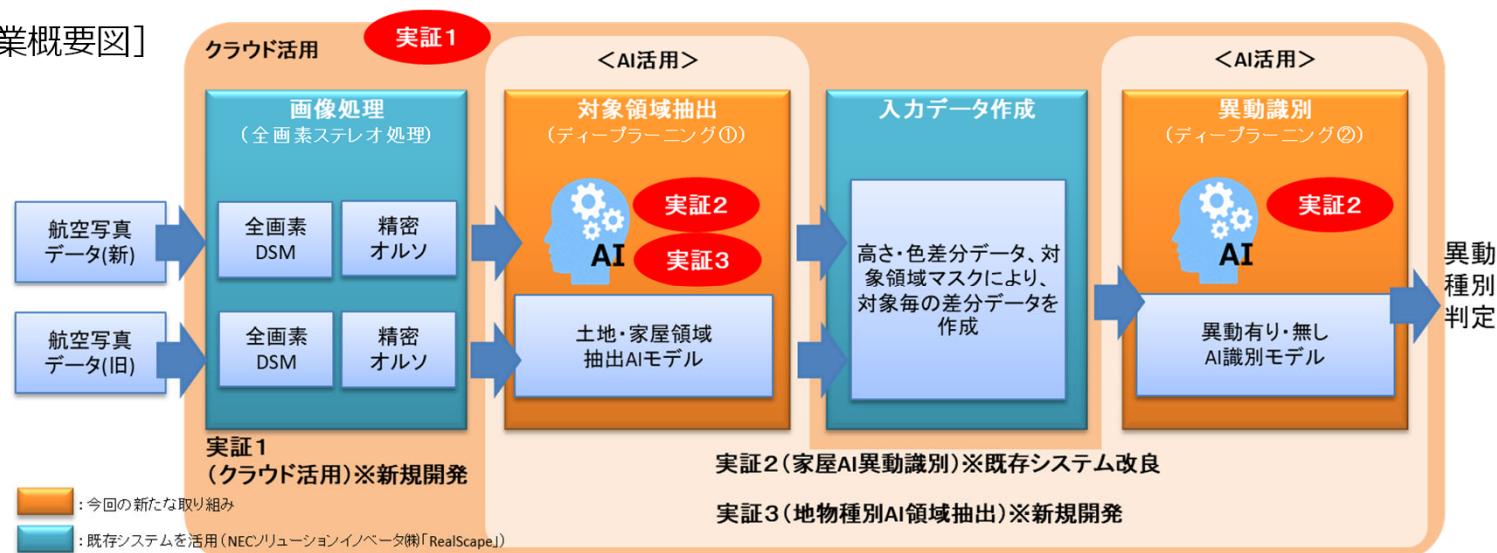 業概要図]
クラウド活用
実証1
<AI活用>
<AI活用>
画像処理
(全画素ステレオ処理)
対象領域抽出
(ディープラーニング①)
入力データ作成
異動識別
(ディープラーニング②)
航空写真
データ(新)
全画素
DSM
精密
オルソ
AI
実証2
実証3
高さ・色差分データ、対
象領域マスクにより、
対象毎の差分データを
作成
AI
実証2
異動
種別
判定
航空写真
データ(旧)
全画素
DSM
精密
オルソ
土地・家屋領域
抽出AIモデル
異動有り・無し
AI識別モデル
実証1
(クラウド活用)※新規開発
実証2(家屋AI異動識別)※既存システム改良
実証3(地物種別AI領域抽出)※新規開発
:今回の新たな取り組み
:既存システムを活用(NECソリューションイノベータ㈱「RealScape」)